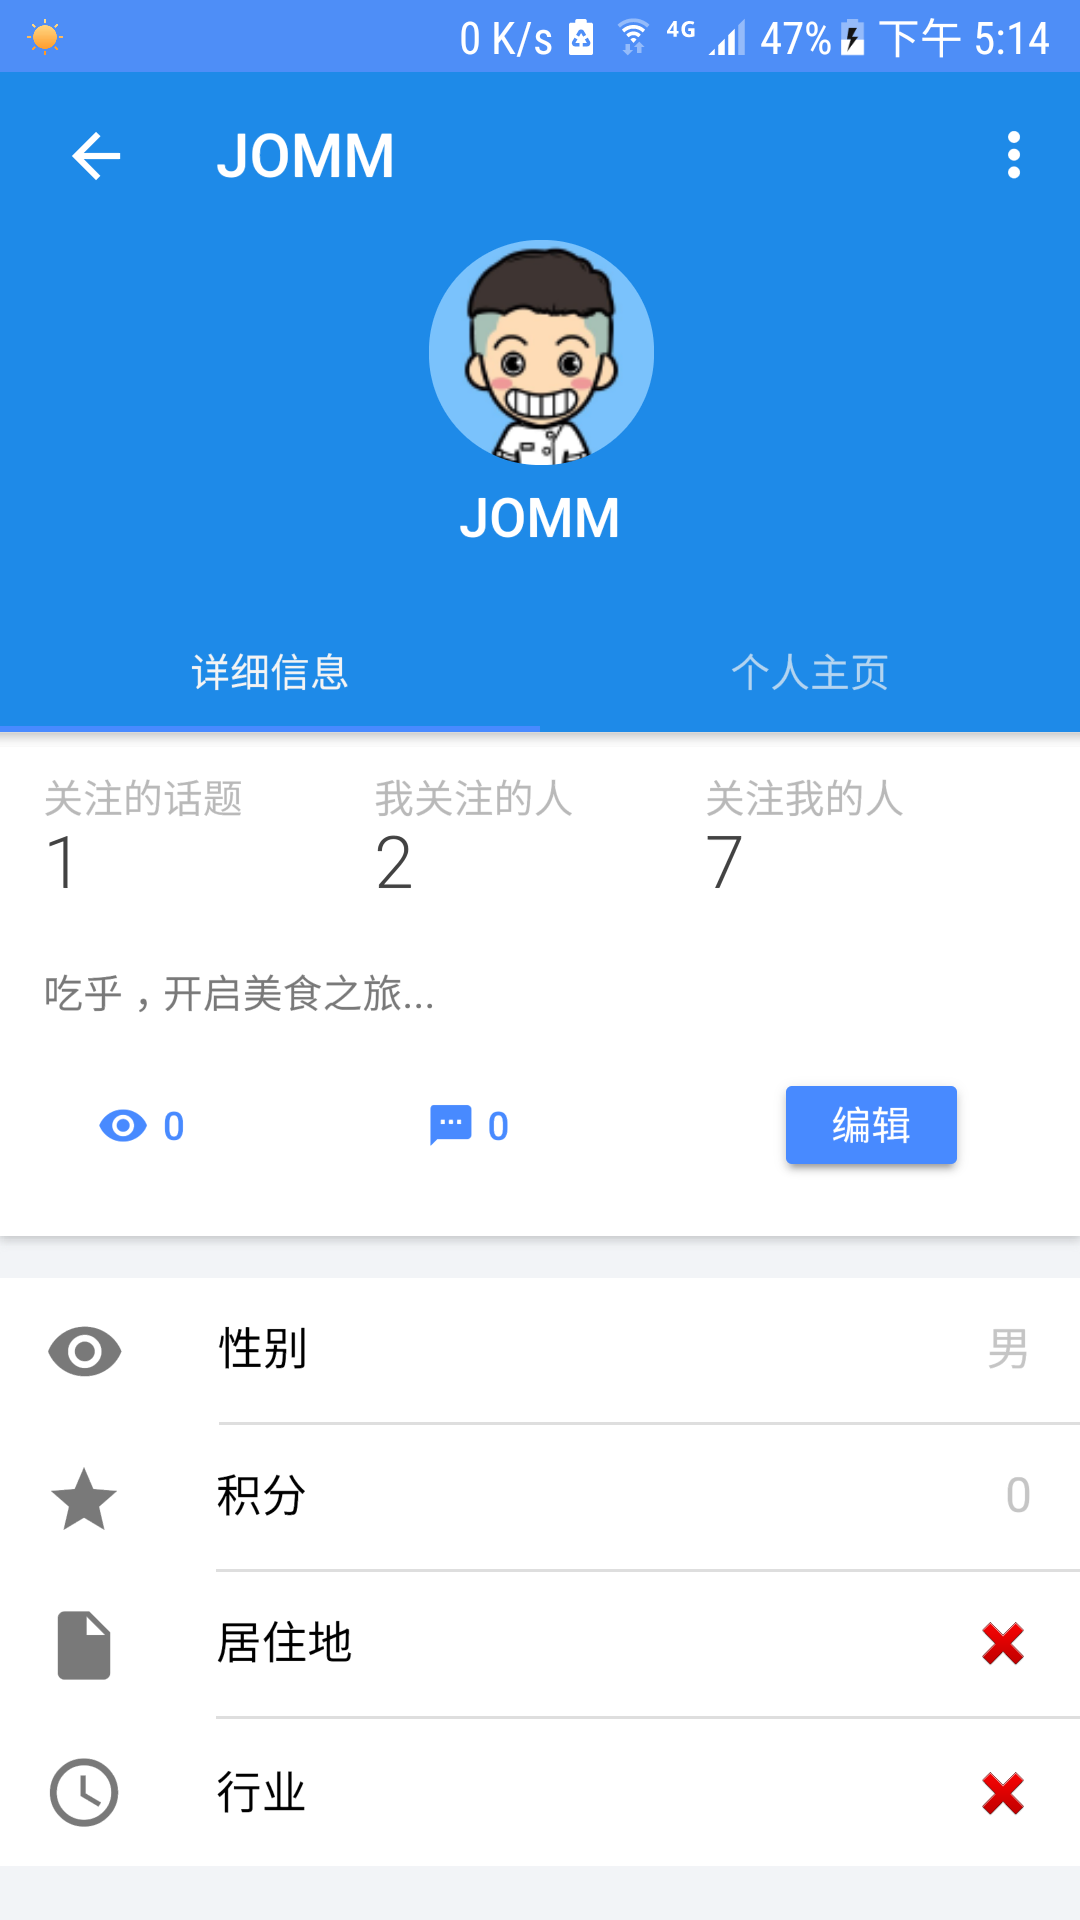 0 K/s 4G 47% 下午 5:14
JOMM
JOMM
详细信息 个人主页
关注的话题 我关注的人 关注我的人
1 2 7
吃乎，开启美食之旅...
0 0 编辑
性别 男
积分 0
居住地
行业